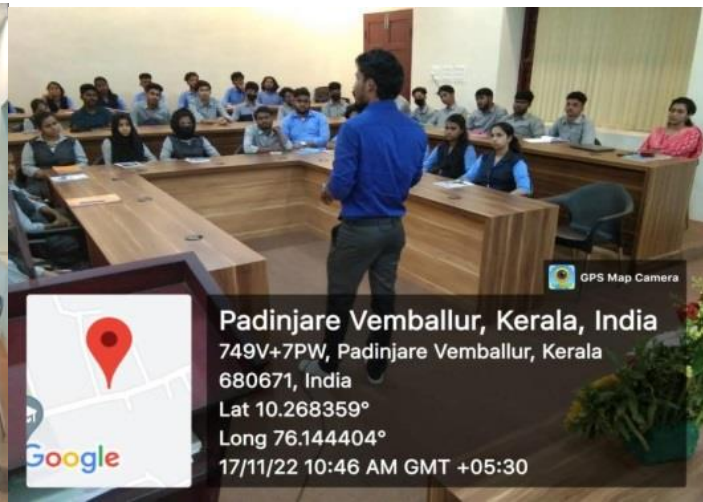 GPS Map Camera
Padinjare Vemballur, Kerala, India
749V+7PW, Padinjare Vemballur, Kerala
680671, India
Lat 10.268359°
Long 76.144404°
17/11/22 10:46 AM GMT +05:30
Google